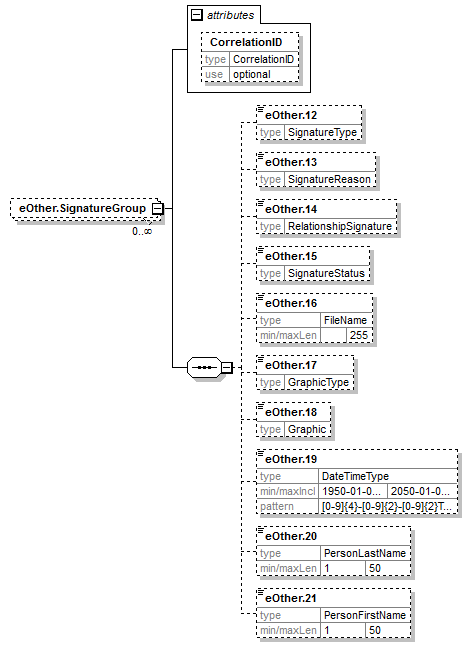 attributes
CorrelationID
type CorrelationID
use optional
eOther.SignatureGroup
0..∞
eOther.12
type SignatureType
eOther.13
type SignatureReason
eOther.14
type RelationshipSignature
eOther.15
type SignatureStatus
eOther.16
type FileName
min/maxLen 255
eOther.17
type GraphicType
eOther.18
type Graphic
eOther.19
type DateTimeType
min/maxIncl 1950-01-0... 2050-01-0...
pattern [0-9]{4}-[0-9]{2}-[0-9]{2}T...
eOther.20
type PersonLastName
min/maxLen 1 50
eOther.21
type PersonFirstName
min/maxLen 1 50